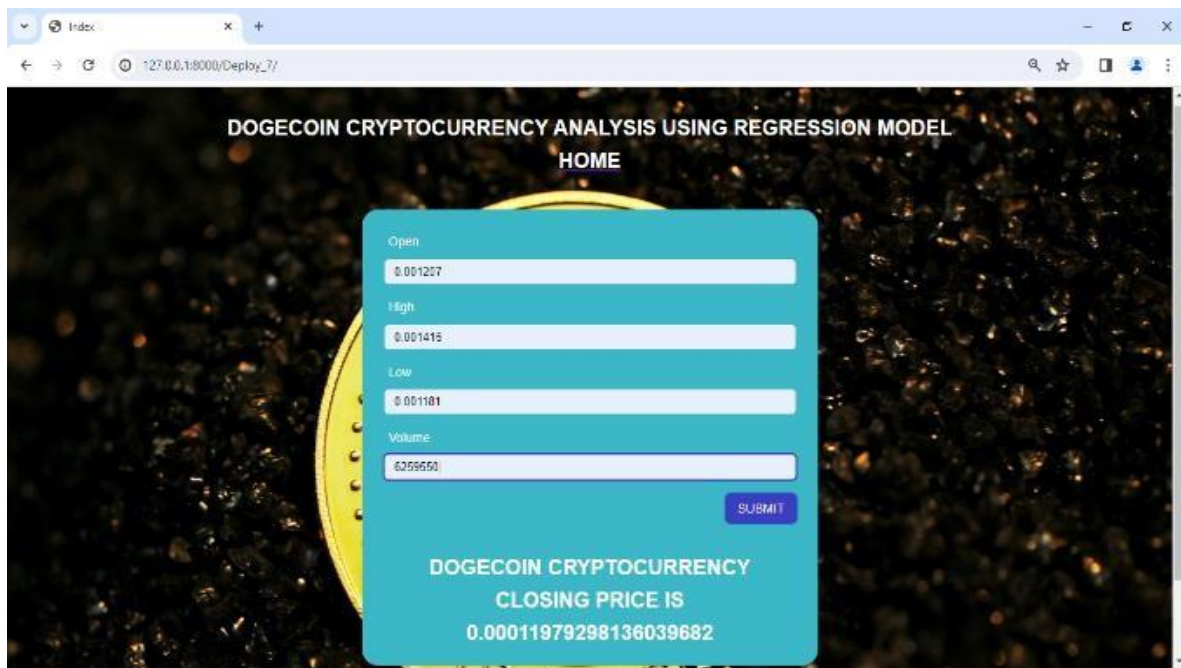 Index
127.0.0.1:8000/Deploy_7/
DOGECOIN CRYPTOCURRENCY ANALYSIS USING REGRESSION MODEL
HOME
Open
0.001207
High
0.001416
Low
0.001181
Volume
6259550
SUBMIT
DOGECOIN CRYPTOCURRENCY
CLOSING PRICE IS
0.00011979298136039682